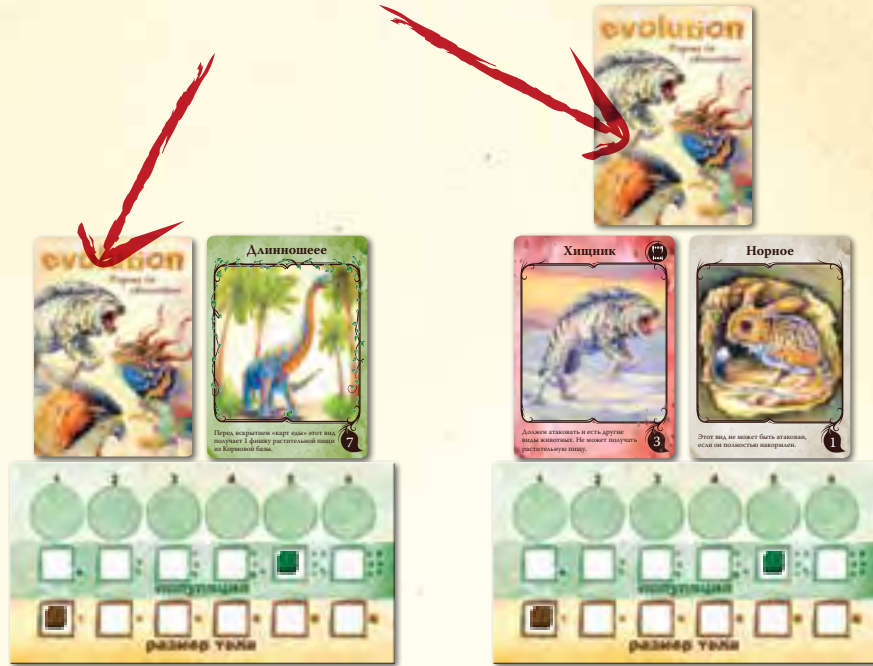 evolution
evolution
Длинношеее
Перед вскрытием «карт еды» этот вид
получает 1 фишку растительной пищи
из Кормовой базы.
7
Хищник
Должен атаковать и есть другие
виды животных. Не может получать
растительную пищу.
3
Норное
Этот вид не может быть атакован,
если он полностью накормлен.
1
1 2 3 4 5 6
популяция
размер тела
1 2 3 4 5 6
популяция
размер тела